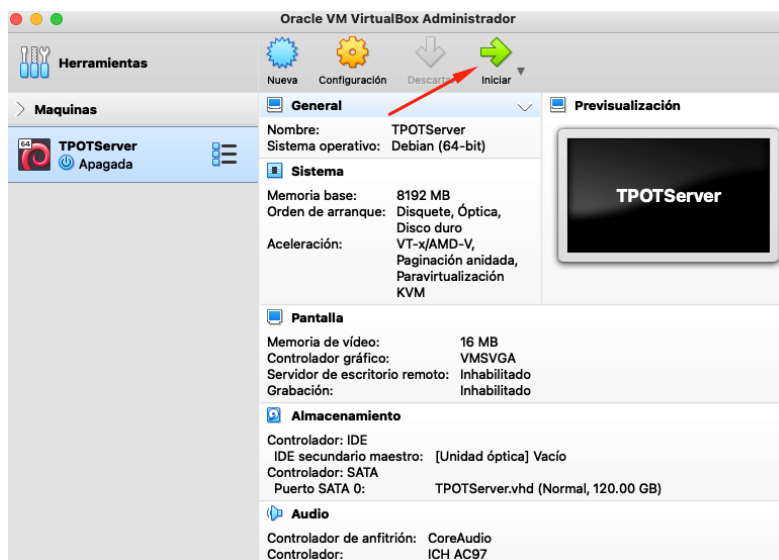 Oracle VM VirtualBox Administrador
Herramientas
Nueva Configuración Descarta Iniciar
Maquinas
64
TPOTServer
Apagada
General
Nombre: TPOTServer
Sistema operativo: Debian (64-bit)
Sistema
Memoria base: 8192 MB
Orden de arranque: Disquete, Óptica,
Disco duro
Aceleración: VT-x/AMD-V,
Paginación anidada,
Paravirtualización
KVM
Pantalla
Memoria de vídeo: 16 MB
Controlador gráfico: VMSVGA
Servidor de escritorio remoto: Inhabilitado
Grabación: Inhabilitado
Almacenamiento
Controlador: IDE
IDE secundario maestro: [Unidad óptica] Vacío
Controlador: SATA
Puerto SATA 0: TPOTServer.vhd (Normal, 120.00 GB)
Audio
Controlador de anfitrión: CoreAudio
Controlador: ICH AC97
Previsualización
TPOTServer